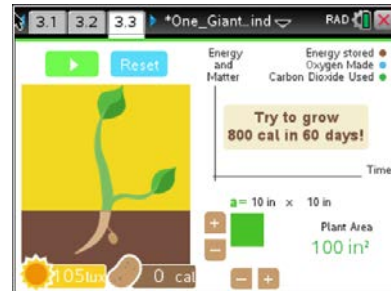 3.1 3.2 3.3 *One_Giant...ind RAD
Reset
Energy and Matter
Energy stored
Oxygen Made
Carbon Dioxide Used
Try to grow
800 cal in 60 days!
Time
a= 10 in × 10 in
Plant Area
100 in²
105lux 0 cal